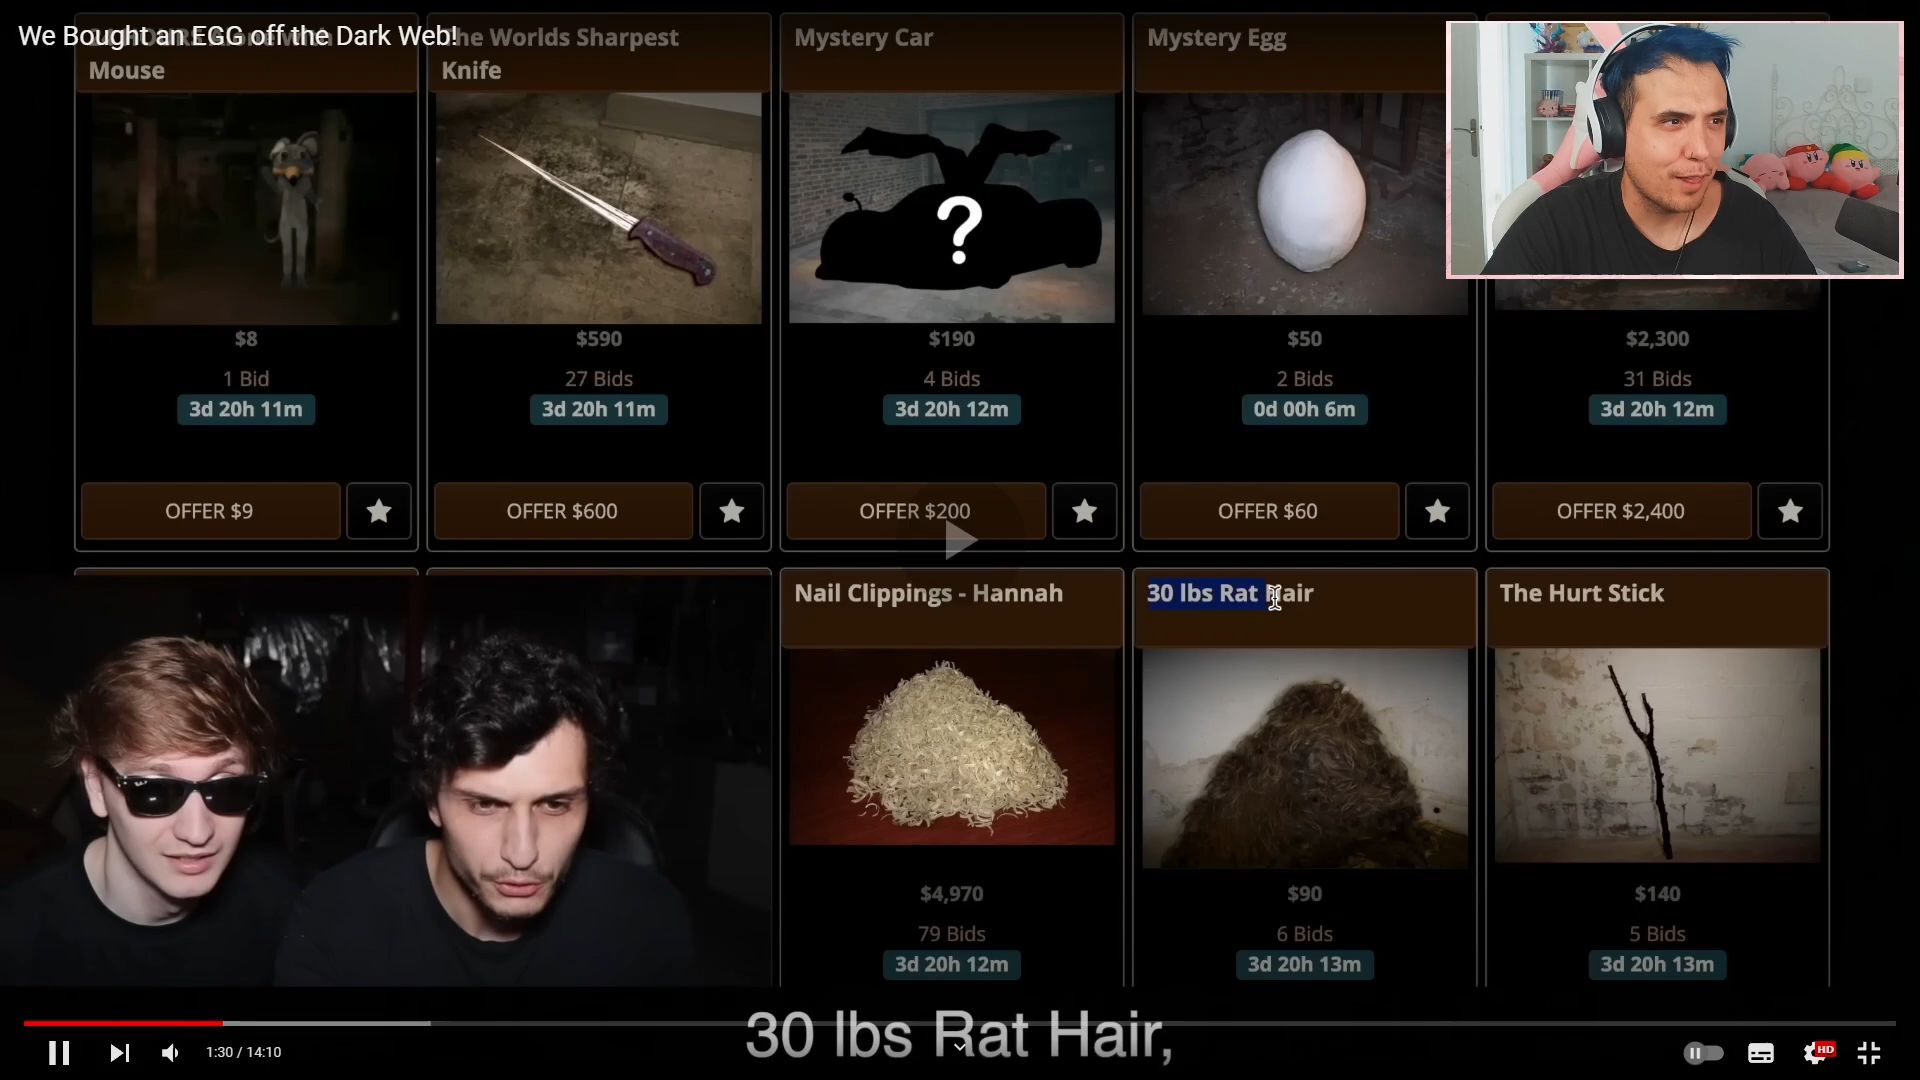 We Bought an EGG off the Dark Web!
Mouse
The Worlds Sharpest
Knife
Mystery Car
Mystery Egg
?
$8
1 Bid
3d 20h 11m
OFFER $9
$590
27 Bids
3d 20h 11m
OFFER $600
$190
4 Bids
3d 20h 12m
OFFER $200
$50
2 Bids
0d 00h 6m
OFFER $60
$2,300
31 Bids
3d 20h 12m
OFFER $2,400
Nail Clippings - Hannah
$4,970
79 Bids
3d 20h 12m
30 lbs Rat Hair
$90
6 Bids
3d 20h 13m
The Hurt Stick
$140
5 Bids
3d 20h 13m
30 lbs Rat Hair,
1:30 / 14:10
HD